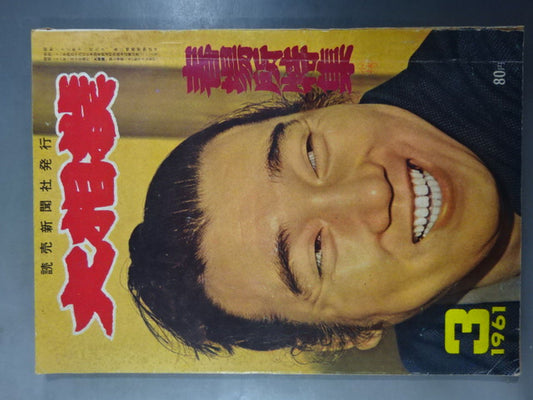 大相撲
読売新聞社発行
春場所特集
80円
3
1961